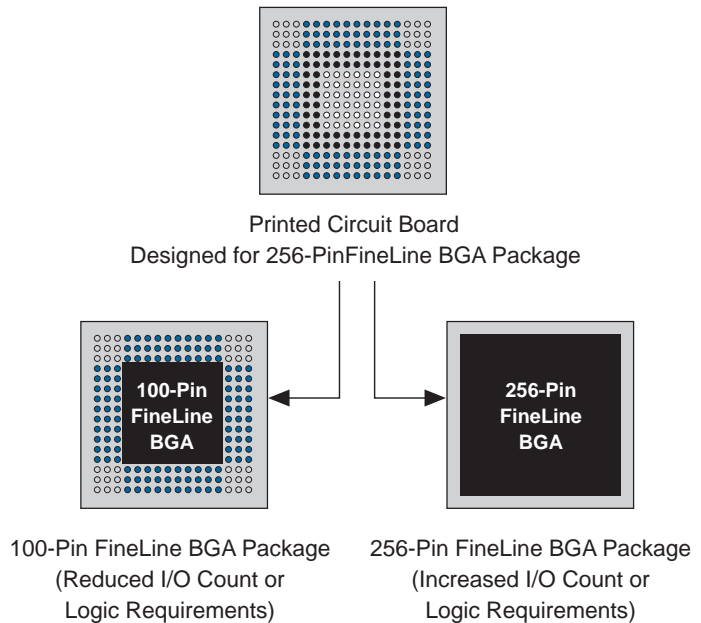 Printed Circuit Board
Designed for 256-PinFineLine BGA Package
100-Pin
FineLine
BGA
256-Pin
FineLine
BGA
100-Pin FineLine BGA Package
(Reduced I/O Count or
Logic Requirements)
256-Pin FineLine BGA Package
(Increased I/O Count or
Logic Requirements)